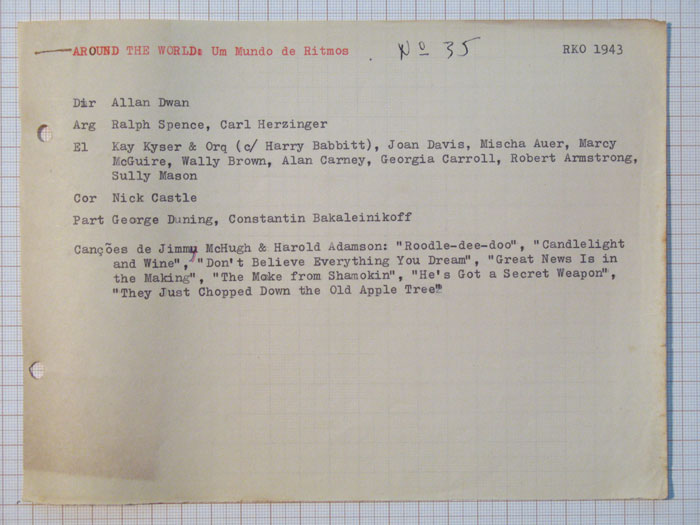 AROUND THE WORLD: Um Mundo de Ritmos Nº 35 RKO 1943
Dir Allan Dwan
Arg Ralph Spence, Carl Herzinger
El Kay Kyser & Orq (c/ Harry Babbitt), Joan Davis, Mischa Auer, Marcy
McGuire, Wally Brown, Alan Carney, Georgia Carroll, Robert Armstrong,
Sully Mason
Cor Nick Castle
Part George Duning, Constantin Bakaleinikoff
Canções de Jimmy McHugh & Harold Adamson: "Roodle-dee-doo", "Candlelight
and Wine", "Don't Believe Everything You Dream", "Great News Is in
the Making", "The Moke from Shamokin", "He's Got a Secret Weapon",
"They Just Chopped Down the Old Apple Tree"